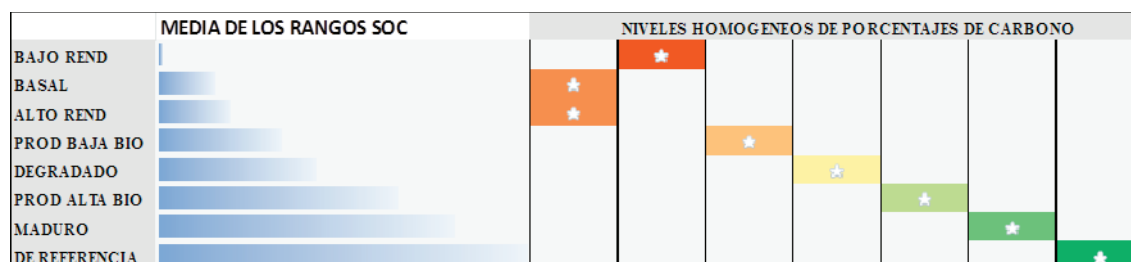 MEDIA DE LOS RANGOS SOC
NIVELES HOMOGENEOS DE PORCENTAJES DE CARBONO
BAJO REND
BASAL
ALTO REND
PROD BAJA BIO
DEGRADADO
PROD ALTA BIO
MADURO
DE REFERENCIA